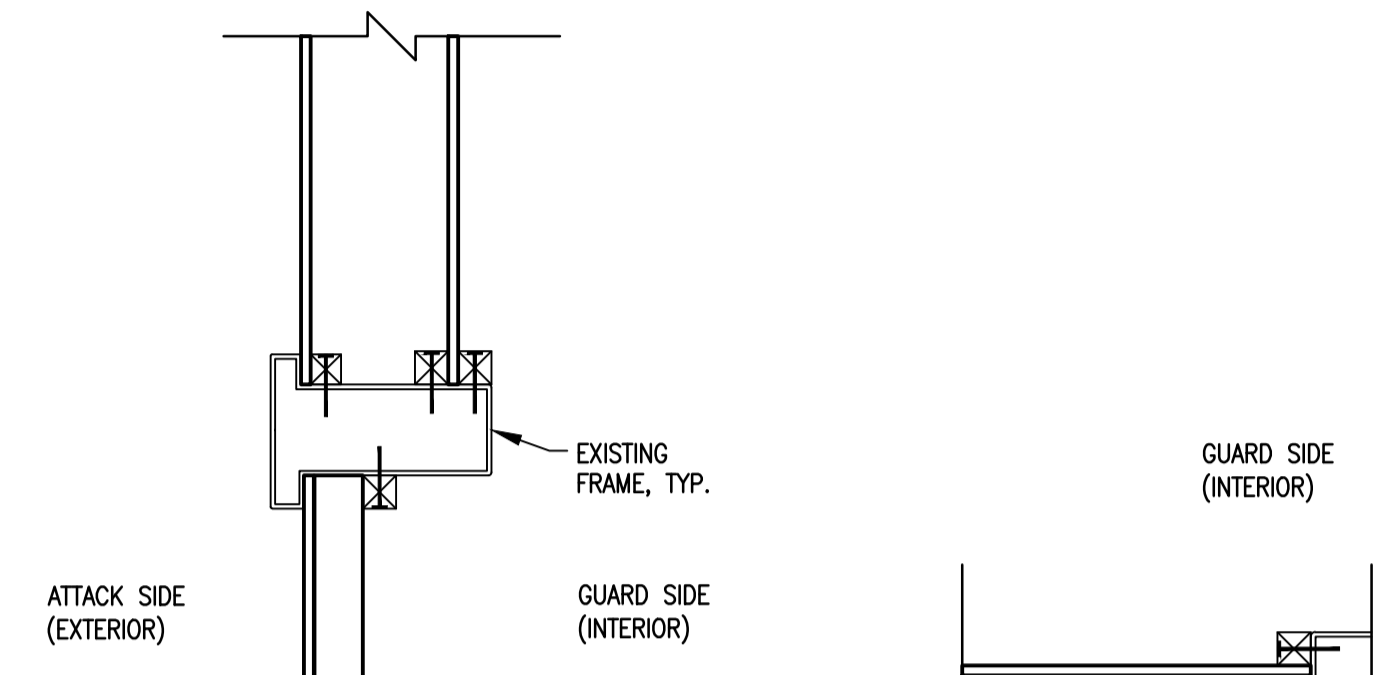 EXISTING
FRAME, TYP.
GUARD SIDE
(INTERIOR)
ATTACK SIDE
(EXTERIOR)
GUARD SIDE
(INTERIOR)